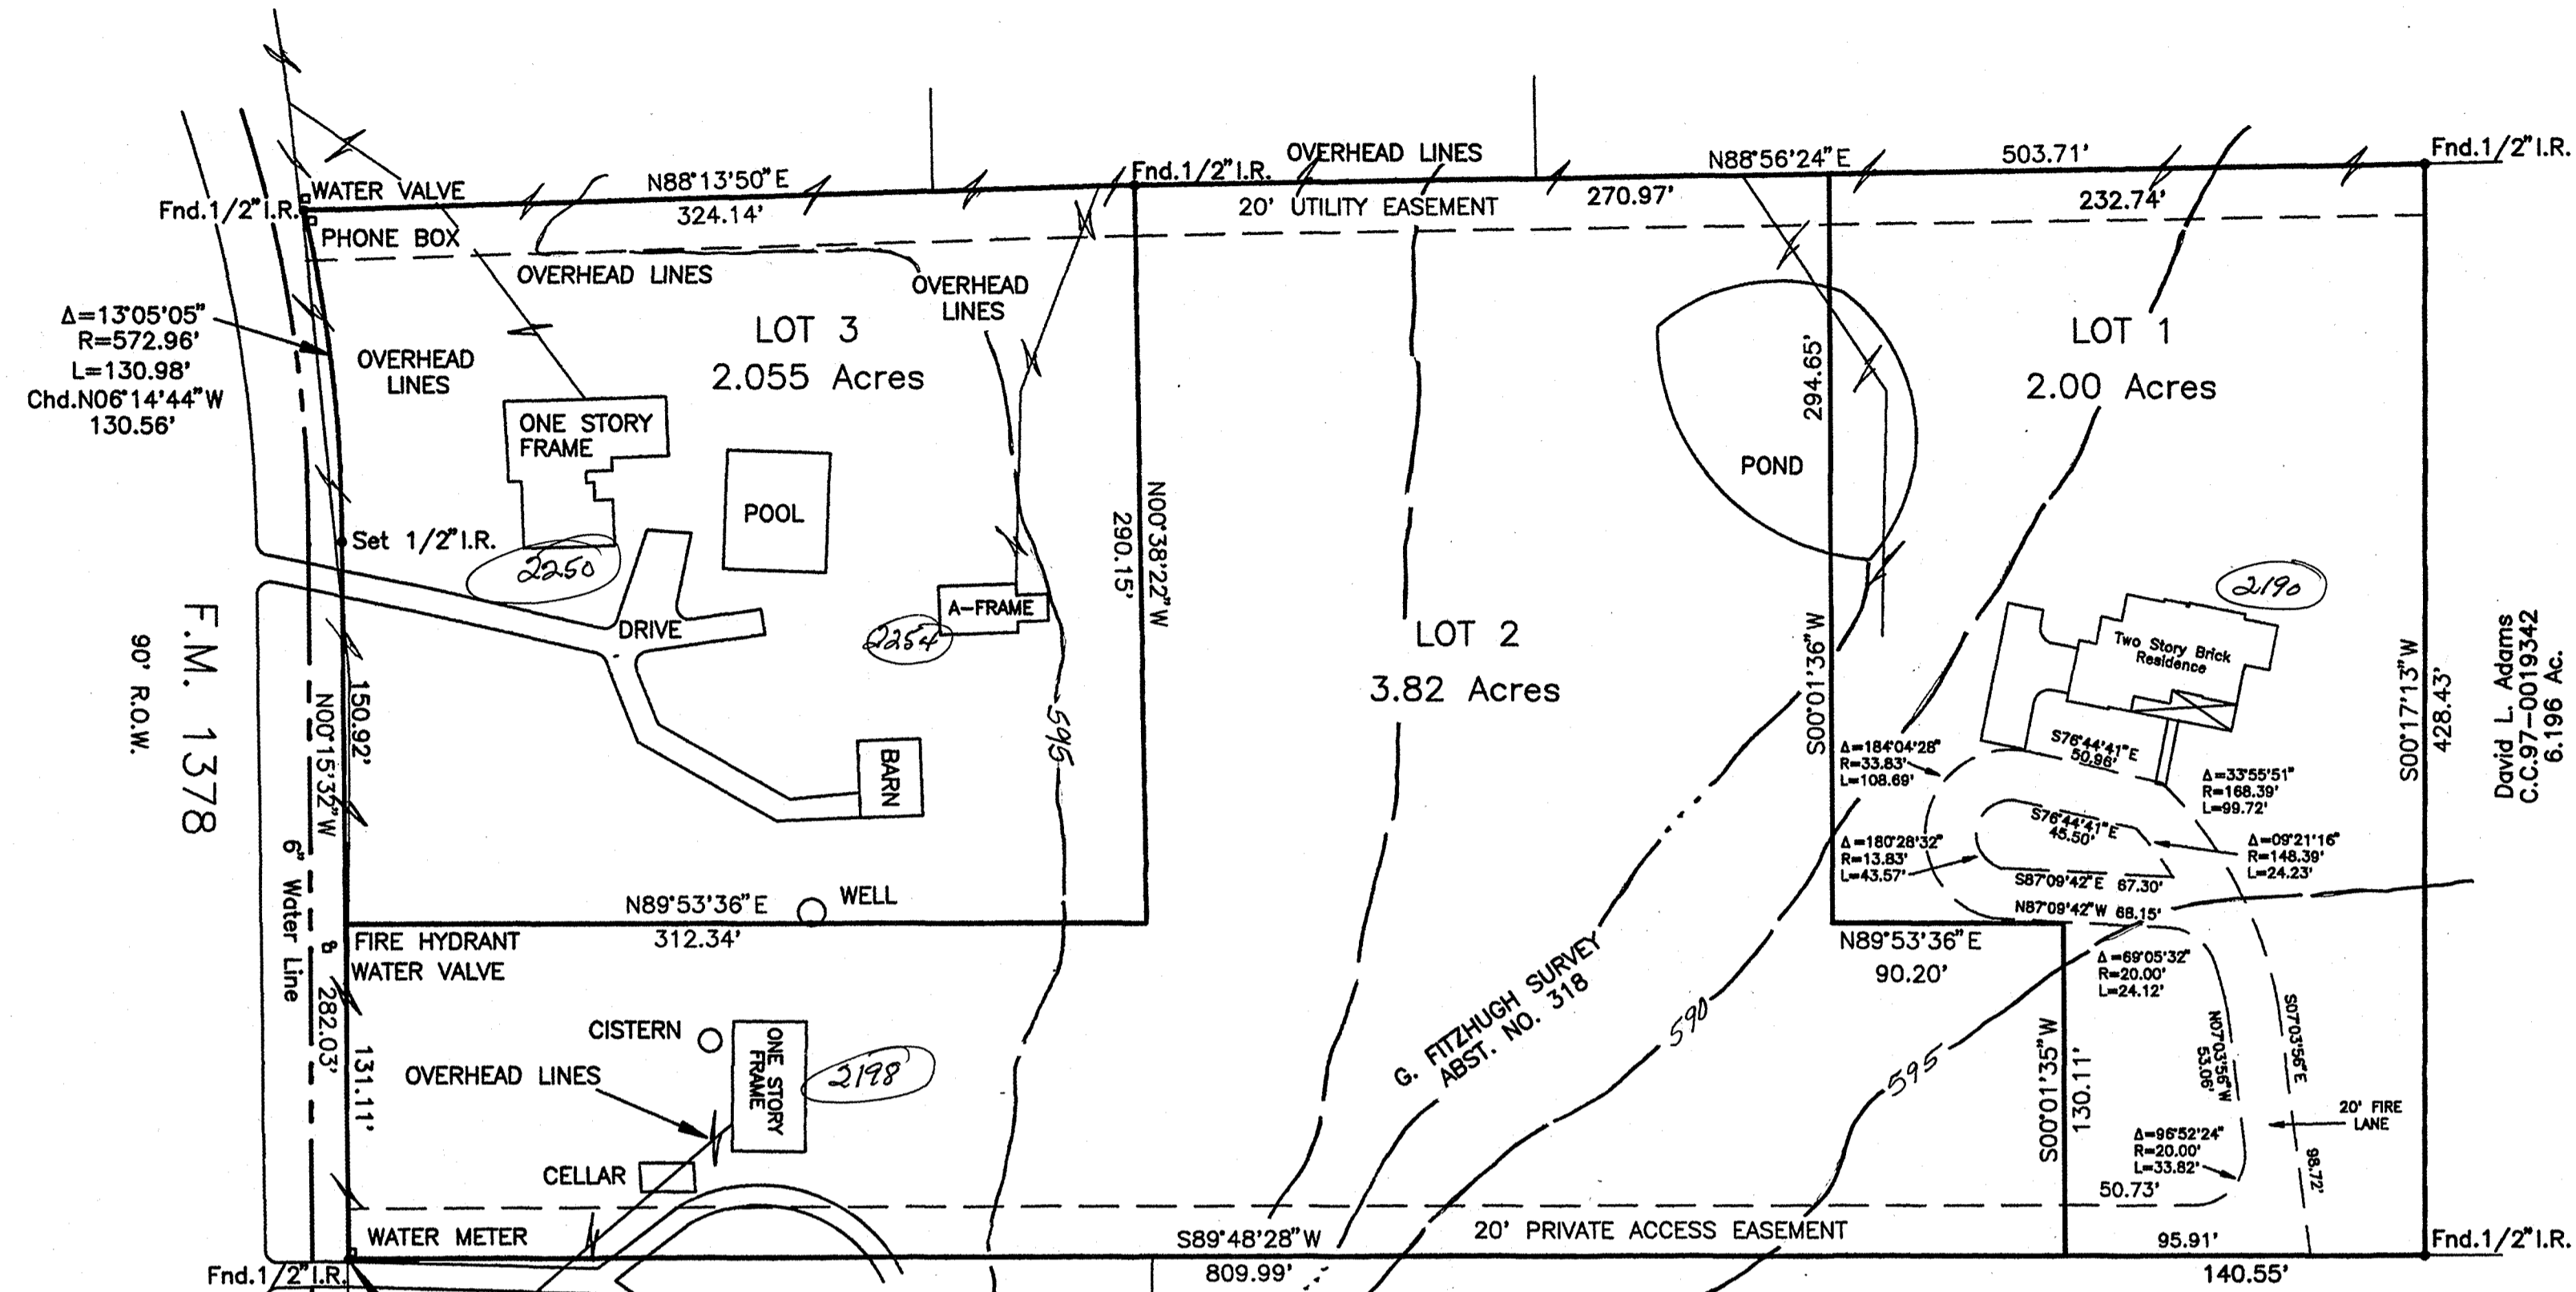 OVERHEAD LINES
N88°56'24"E
503.71'
Fnd.1/2"I.R.
Fnd.1/2"I.R.
WATER VALVE
N88°13'50"E
324.14'
Fnd.1/2"I.R.
PHONE BOX
20' UTILITY EASEMENT
270.97'
232.74'
OVERHEAD LINES
OVERHEAD
LINES
Δ=13°05'05"
R=572.96'
L=130.98'
Chd.N06°14'44"W
130.56'
OVERHEAD
LINES
LOT 3
2.055 Acres
LOT 1
2.00 Acres
294.65'
S00°01'36"W
ONE STORY
FRAME
POOL
POND
Set 1/2"I.R.
2250
N00°38'22"W
290.15'
A-FRAME
2254
DRIVE
LOT 2
3.82 Acres
2190
Two Story Brick
Residence
F.M. 1378
90' R.O.W.
150.92'
N00°15'32"W
595
BARN
S76°44'41"E
50.96'
Δ=184°04'28"
R=33.83'
L=108.69'
Δ=33°55'51"
R=168.39'
L=99.72'
S76°44'41"E
45.50'
Δ=180°28'32"
R=13.83'
L=43.57'
Δ=09°21'16"
R=148.39'
L=24.23'
S87°09'42"E 67.30'
N87°09'42"W 68.15'
S00°17'13"W
428.43'
David L. Adams
C.C.97-0019342
6.196 Ac.
6" Water Line
N89°53'36"E
312.34'
WELL
FIRE HYDRANT
WATER VALVE
282.03'
131.11'
N89°53'36"E
90.20'
Δ=69°05'32"
R=20.00'
L=24.12'
G. FITZHUGH SURVEY
ABST. NO. 318
590
595
CISTERN
ONE STORY
FRAME
2198
OVERHEAD LINES
CELLAR
S00°01'35"W
130.11'
N07°03'56"W
53.06'
S07°03'56"E
98.72'
20' FIRE
LANE
Δ=96°52'24"
R=20.00'
L=33.82'
50.73'
WATER METER
S89°48'28"W
809.99'
20' PRIVATE ACCESS EASEMENT
95.91'
140.55'
Fnd.1/2"I.R.
Fnd.1/2"I.R.